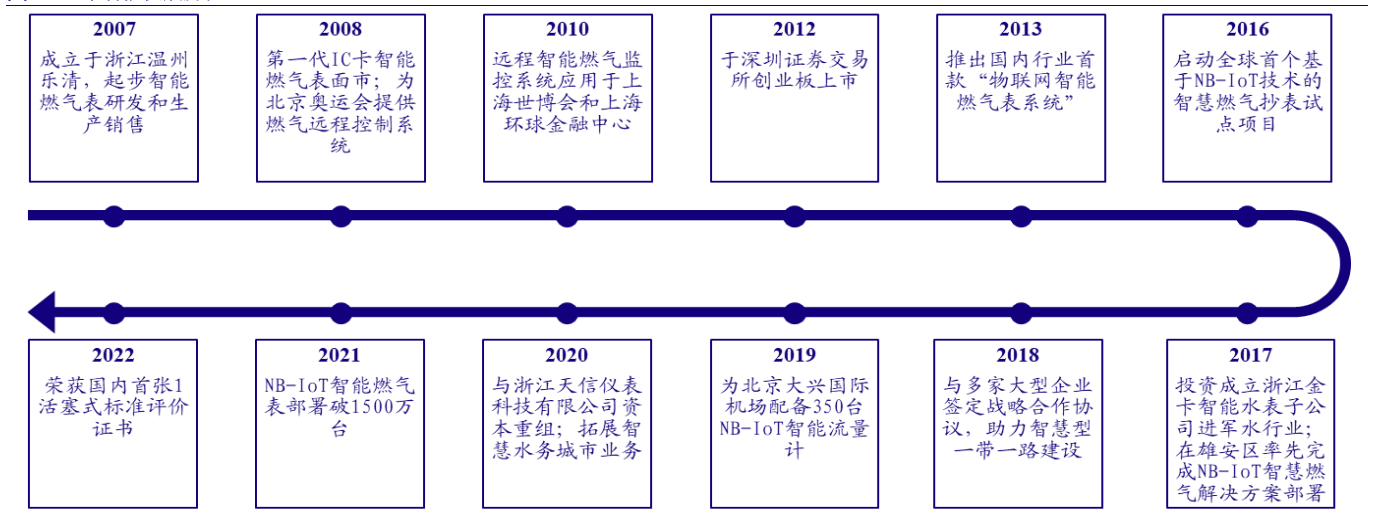 2007
成立于浙江温州
乐清，起步智能
燃气表研发和生
产销售
2008
第一代IC卡智能
燃气表面市；为
北京奥运会提供
燃气远程控制系
统
2010
远程智能燃气监
控系统应用于上
海世博会和上海
环球金融中心
2012
于深圳证券交易
所创业板上市
2013
推出国内行业首
款“物联网智能
燃气表系统”
2016
启动全球首个基
于NB-IoT技术的
智慧燃气抄表试
点项目
2017
投资成立浙江金
卡智能水表子公
司进军水行业；
在雄安区率先完
成NB-IoT智慧燃
气解决方案部署
2018
与多家大型企业
签定战略合作协
议，助力智慧型
一带一路建设
2019
为北京大兴国际
机场配备350台
NB-IoT智能流量
计
2020
与浙江天信仪表
科技有限公司资
本重组；拓展智
慧水务城市业务
2021
NB-IoT智能燃气
表部署破1500万
台
2022
荣获国内首张1
活塞式标准评价
证书